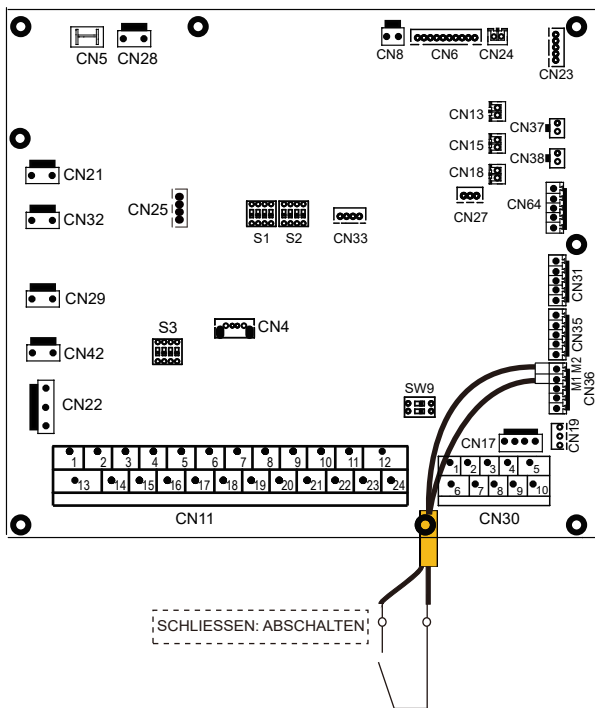 CN5
CN28
CN8
CN6
CN24
CN23
CN13
CN37
CN15
CN38
CN18
CN21
CN25
CN27
CN64
CN32
S1
S2
CN33
CN31
CN29
CN4
CN35
S3
CN42
M1 M2
CN36
CN22
SW9
CN17
CN19
1 2 3 4 5 6 7 8 9 10 11 12
13 14 15 16 17 18 19 20 21 22 23 24
CN11
1 2 3 4 5
6 7 8 9 10
CN30
SCHLIESSEN: ABSCHALTEN